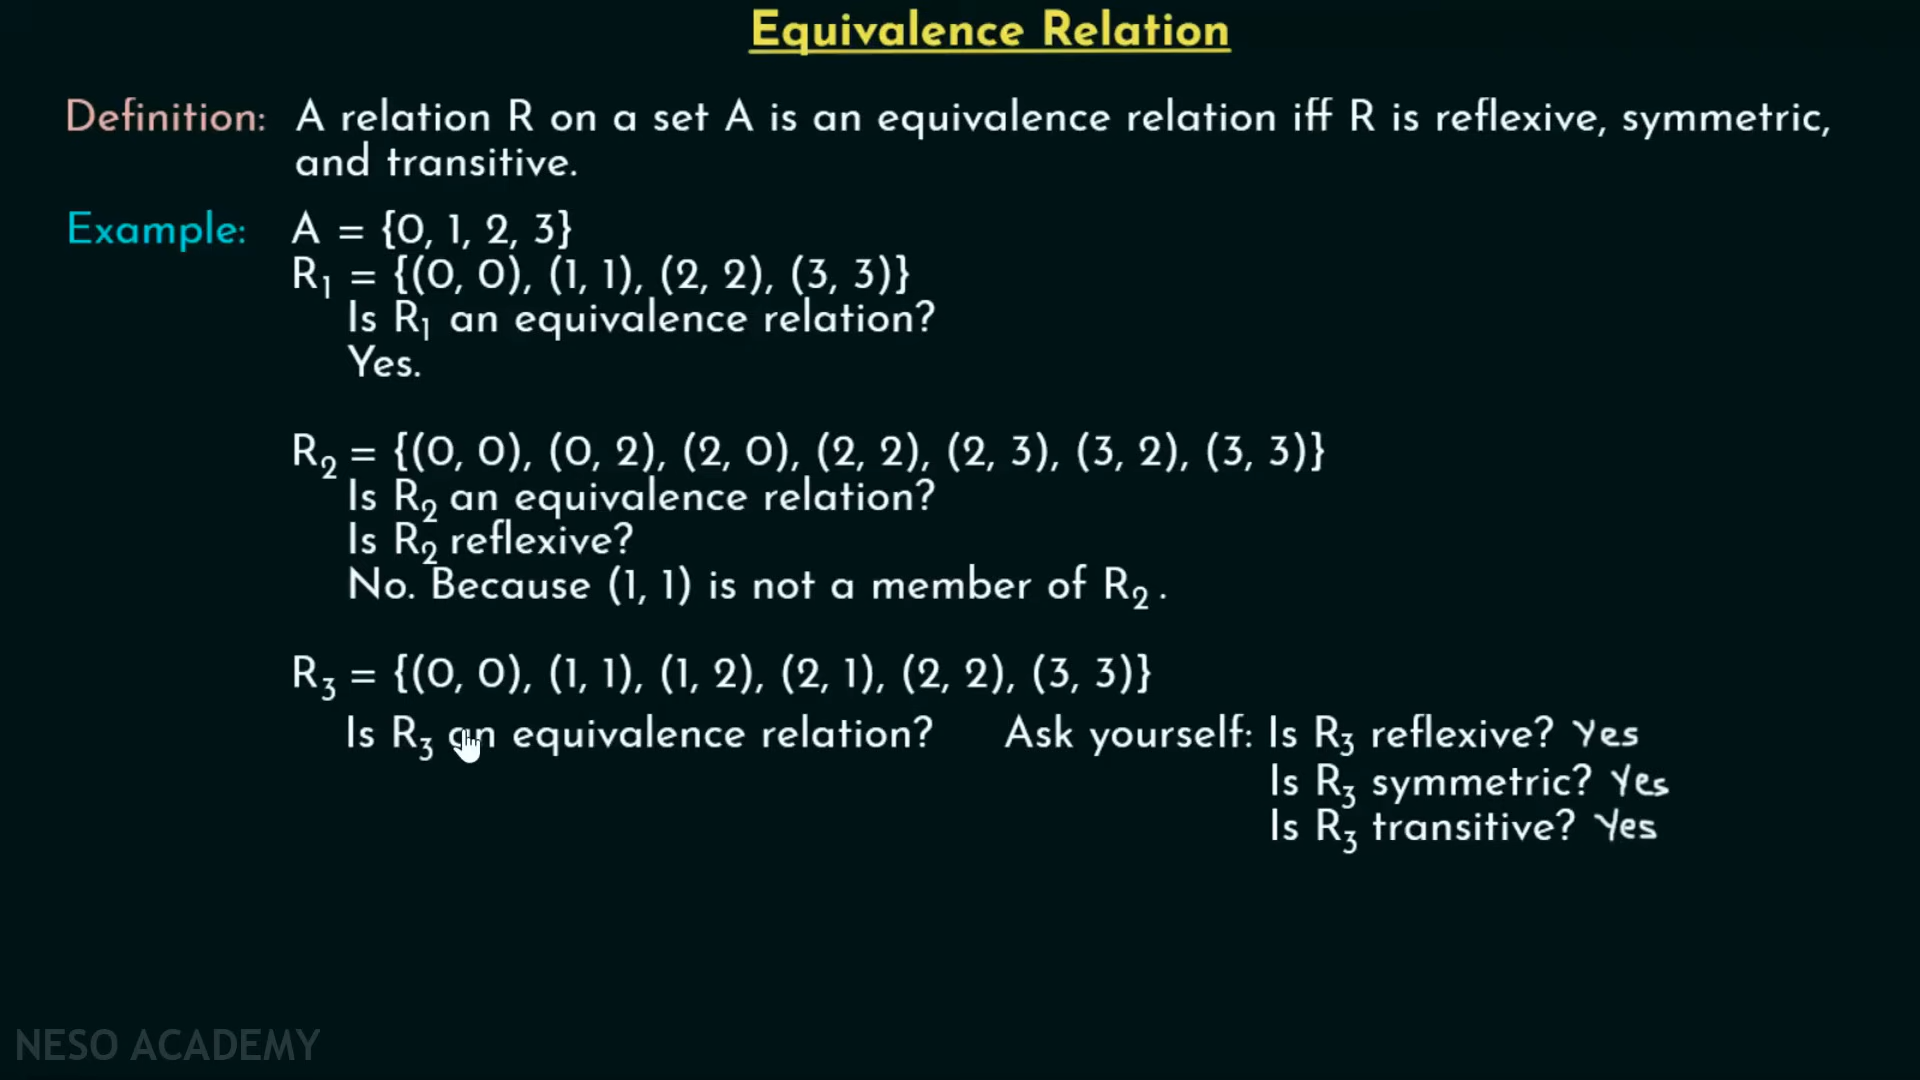 Equivalence Relation
Definition: A relation R on a set A is an equivalence relation iff R is reflexive, symmetric,
and transitive.
Example: A = {0, 1, 2, 3}
R₁ = {(0, 0), (1, 1), (2, 2), (3, 3)}
Is R₁ an equivalence relation?
Yes.
R₂ = {(0, 0), (0, 2), (2, 0), (2, 2), (2, 3), (3, 2), (3, 3)}
Is R₂ an equivalence relation?
Is R₂ reflexive?
No. Because (1, 1) is not a member of R₂ .
R₃ = {(0, 0), (1, 1), (1, 2), (2, 1), (2, 2), (3, 3)}
Is R₃ an equivalence relation? Ask yourself: Is R₃ reflexive? Yes
Is R₃ symmetric? Yes
Is R₃ transitive? Yes
NESO ACADEMY